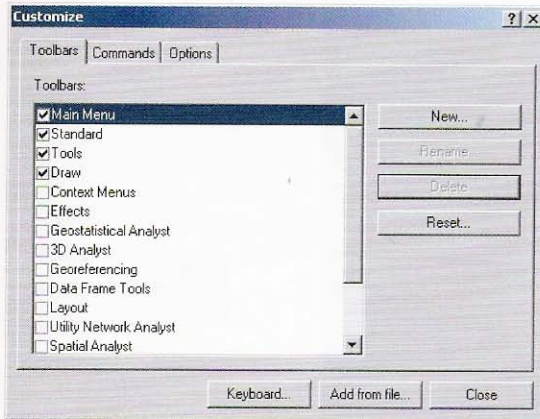 Customize
Toolbars Commands Options
Toolbars:
Main Menu
Standard
Tools
Draw
Context Menus
Effects
Geostatistical Analyst
3D Analyst
Georeferencing
Data Frame Tools
Layout
Utility Network Analyst
Spatial Analyst
New...
Rename
Delete
Reset...
Keyboard... Add from file... Close